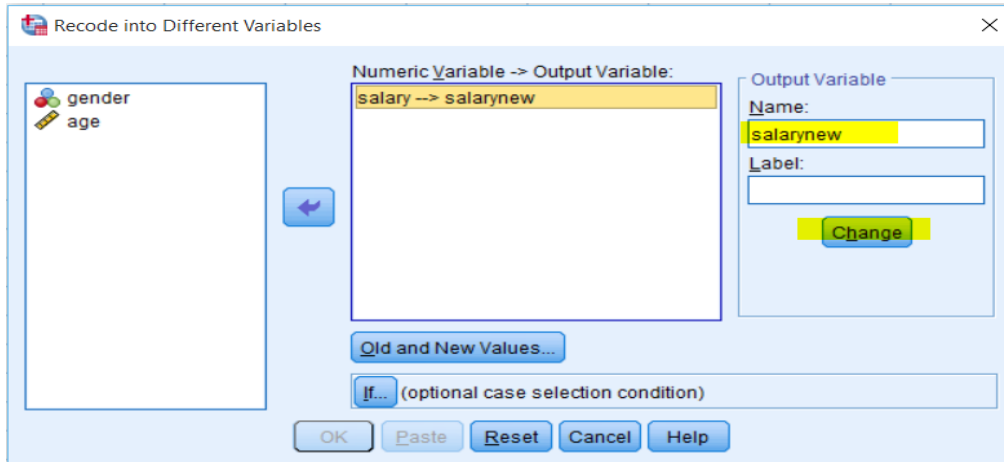 Recode into Different Variables
gender
age
Numeric Variable -> Output Variable:
salary --> salarynew
Output Variable
Name:
salarynew
Label:
Change
Old and New Values...
If... (optional case selection condition)
OK Paste Reset Cancel Help